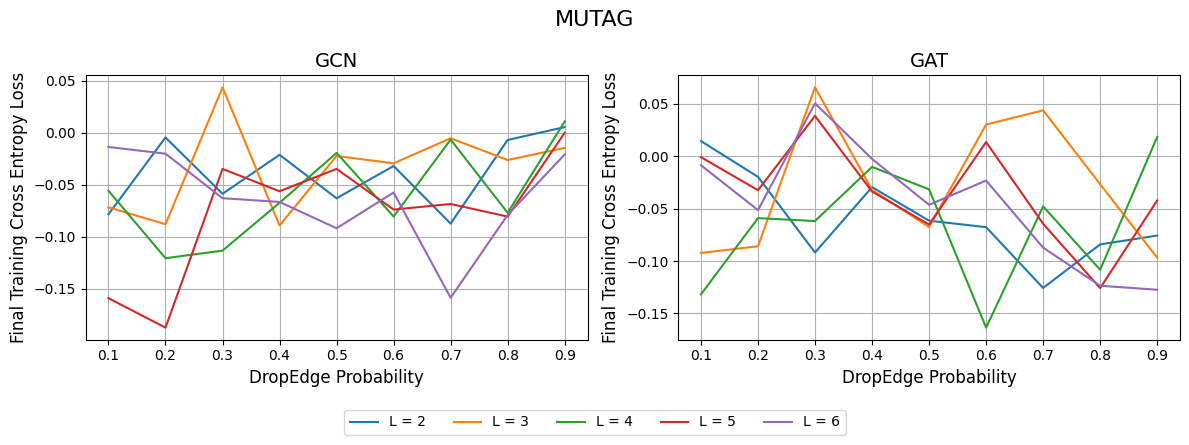 MUTAG
GCN
Final Training Cross Entropy Loss
0.05
0.00
−0.05
−0.10
−0.15
0.1 0.2 0.3 0.4 0.5 0.6 0.7 0.8 0.9
DropEdge Probability
GAT
Final Training Cross Entropy Loss
0.05
0.00
−0.05
−0.10
−0.15
0.1 0.2 0.3 0.4 0.5 0.6 0.7 0.8 0.9
DropEdge Probability
L = 2 L = 3 L = 4 L = 5 L = 6